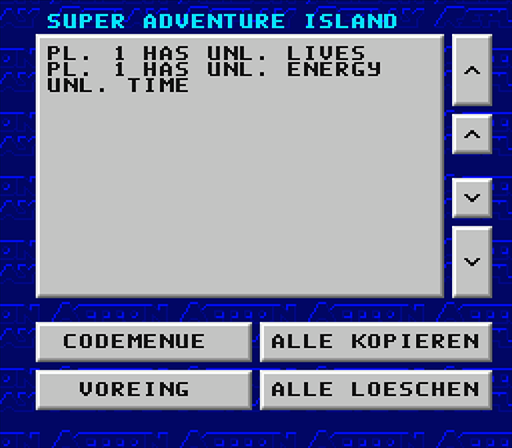 SUPER ADVENTURE ISLAND
PL. 1 HAS UNL. LIVES
PL. 1 HAS UNL. ENERGY
UNL. TIME
CODEMENUE
ALLE KOPIEREN
VOREING
ALLE LOESCHEN